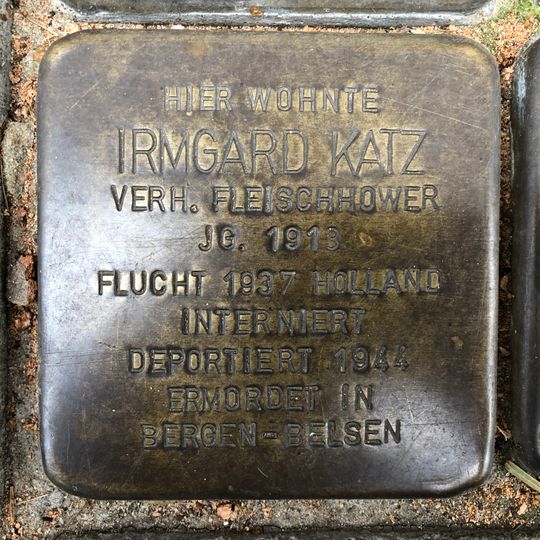 HIER WOHNTE
IRMGARD KATZ
VERH. FLEISCHHOWER
JG. 1913
FLUCHT 1937 HOLLAND
INTERNIERT
DEPORTIERT 1944
ERMORDET IN
BERGEN-BELSEN